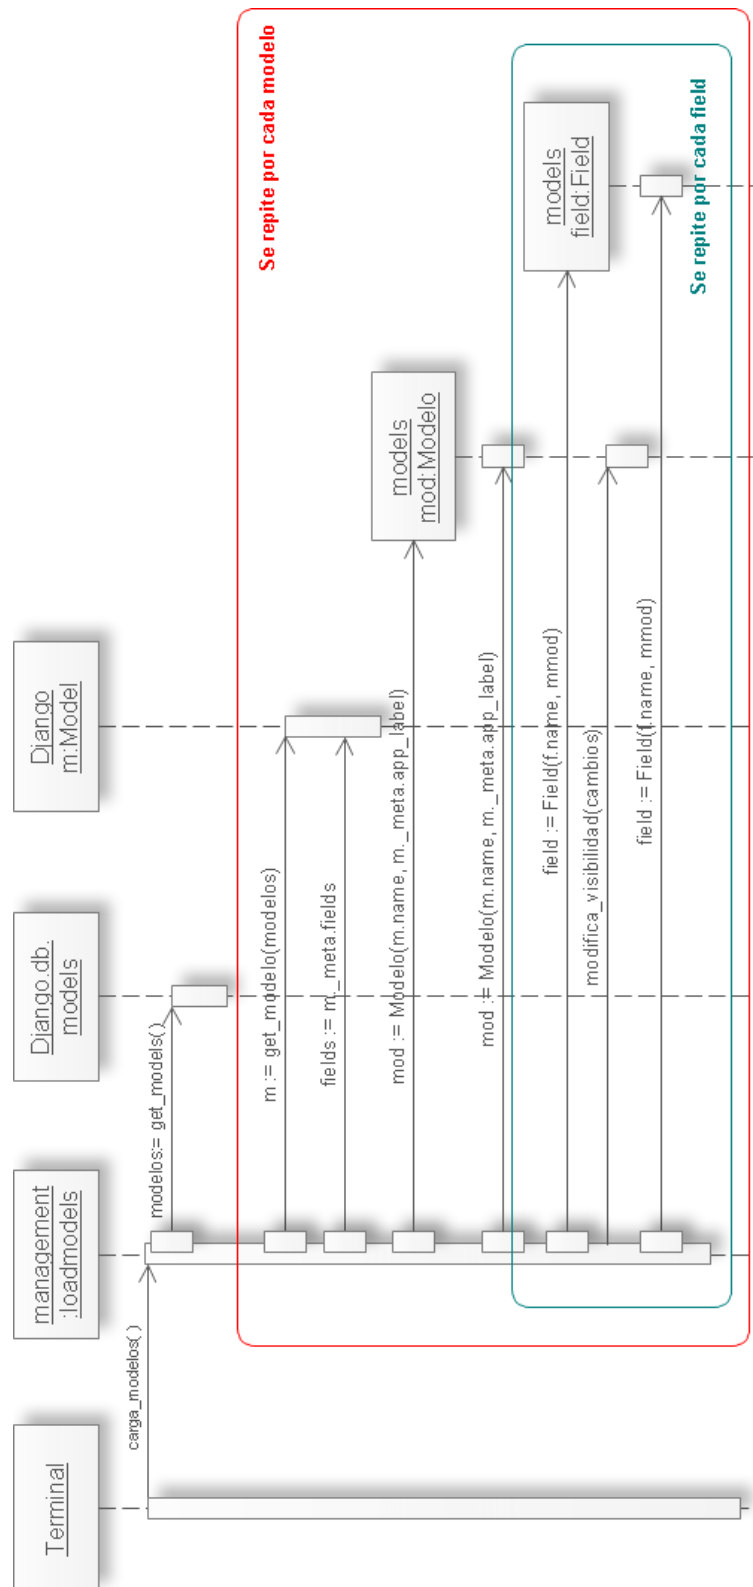 Terminal
management
:loadmodels
Django.db.
models
Django
m:Model
models
mod:Modelo
models
field:Field
carga_modelos( )
modelos:= get_models( )
Se repite por cada modelo
m := get_modelo(modelos)
fields := m._meta.fields
mod := Modelo(m.name, m._meta.app_label)
mod := Modelo(m.name, m._meta.app_label)
field := Field(f.name, mmod)
modifica_visibilidad(cambios)
field := Field(f.name, mmod)
Se repite por cada field